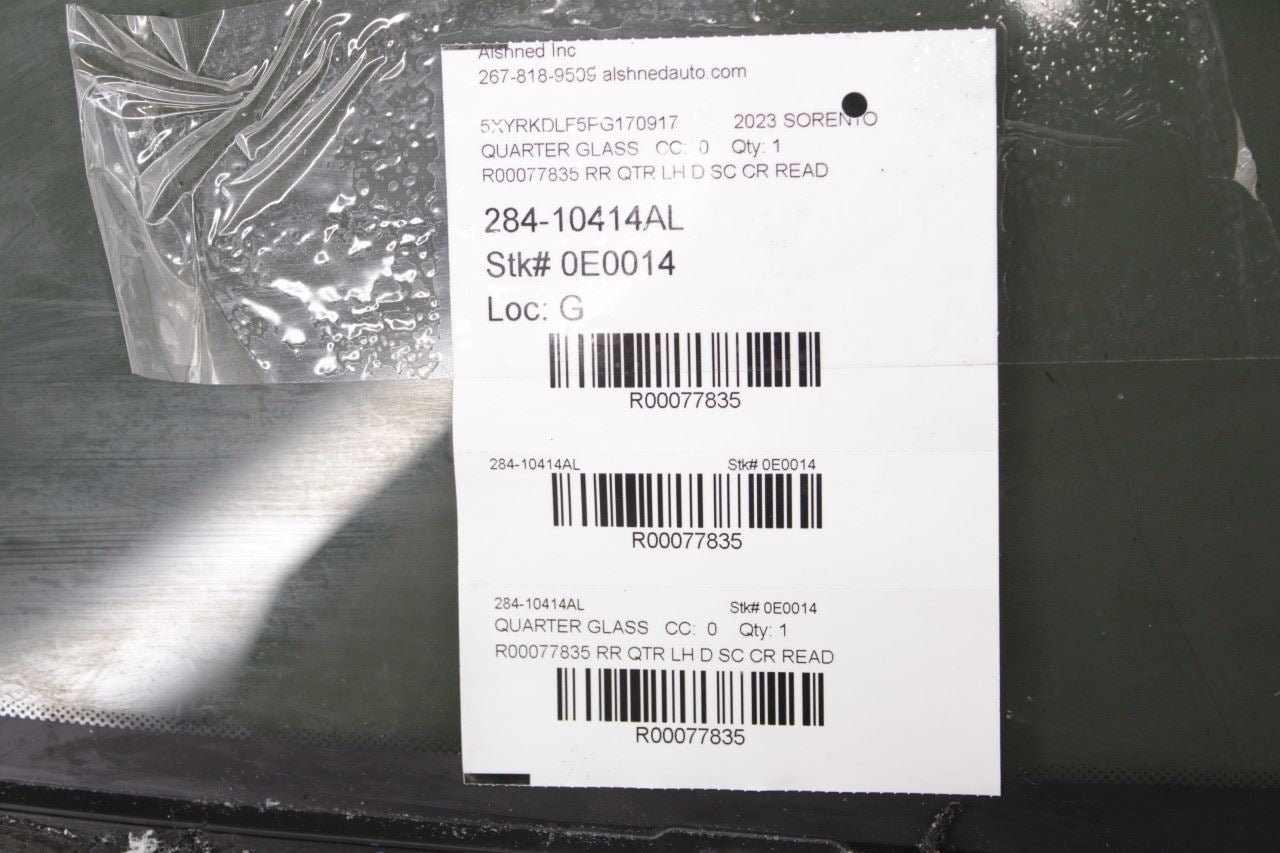 Alshned Inc
267-818-9509 alshnedauto.com
5XYRKDLF5PG170917 2023 SORENTO
QUARTER GLASS CC: 0 Qty: 1
R00077835 RR QTR LH D SC CR READ
284-10414AL
Stk# 0E0014
Loc: G
R00077835
284-10414AL Stk# 0E0014
R00077835
284-10414AL Stk# 0E0014
QUARTER GLASS CC: 0 Qty: 1
R00077835 RR QTR LH D SC CR READ
R00077835